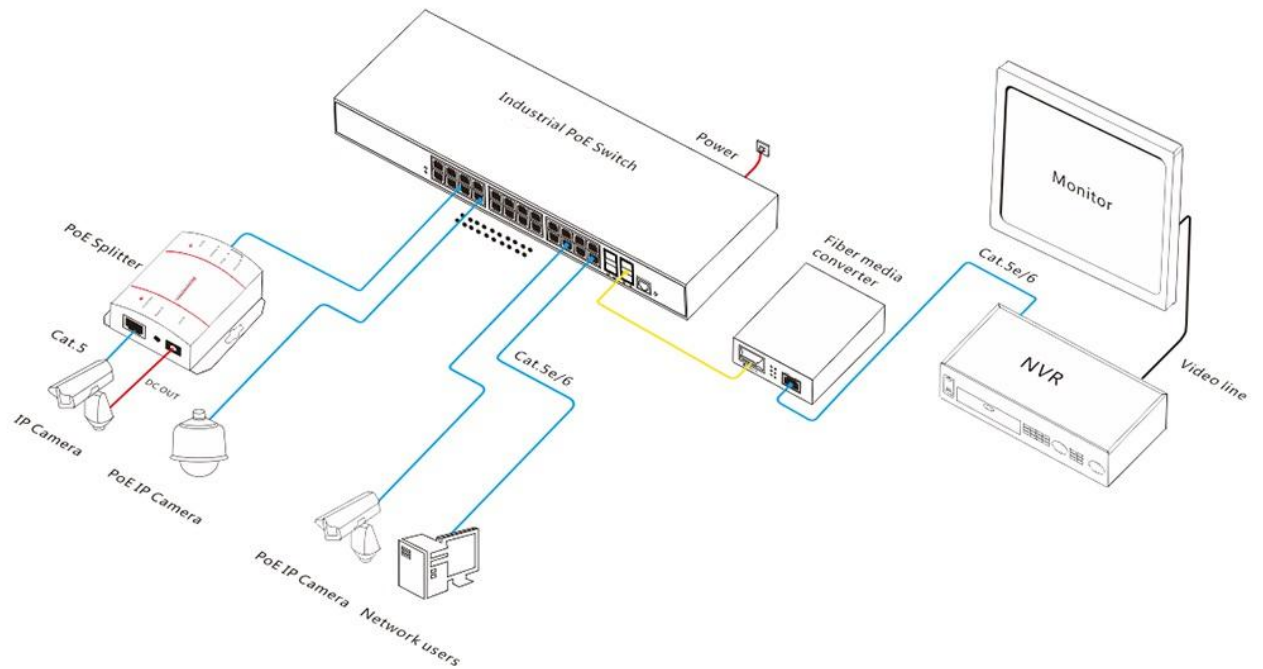 Industrial PoE Switch
Power
Monitor
PoE Splitter
Fiber media
converter
Cat.5e/6
NVR
Video line
Cat.5
DC OUT
IP Camera
PoE IP Camera
Cat.5e/6
PoE IP Camera
Network users